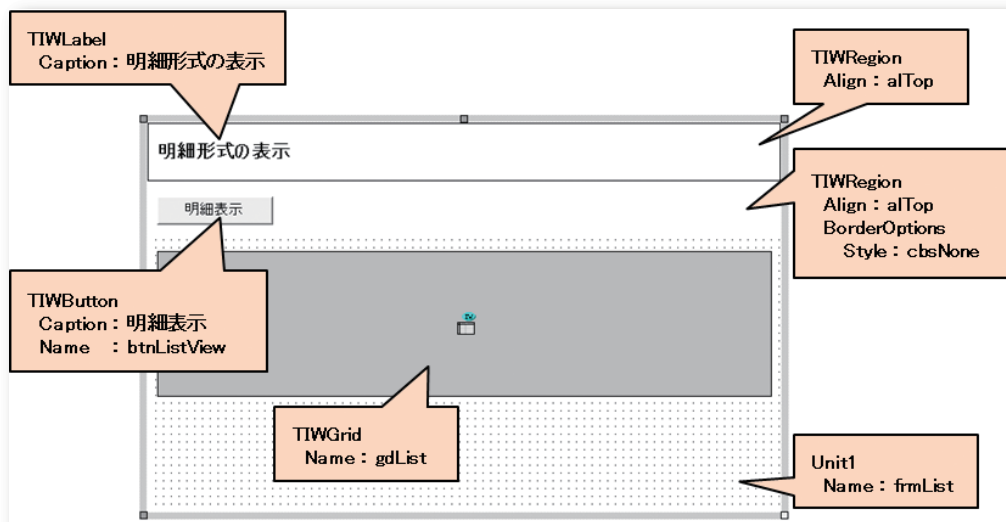 TIWLabel
Caption：明細形式の表示
TIWRegion
Align：alTop
明細形式の表示
TIWRegion
Align：alTop
BorderOptions
Style：cbsNone
明細表示
TIWButton
Caption：明細表示
Name ：btnListView
TIWGrid
Name：gdList
Unit1
Name：frmList